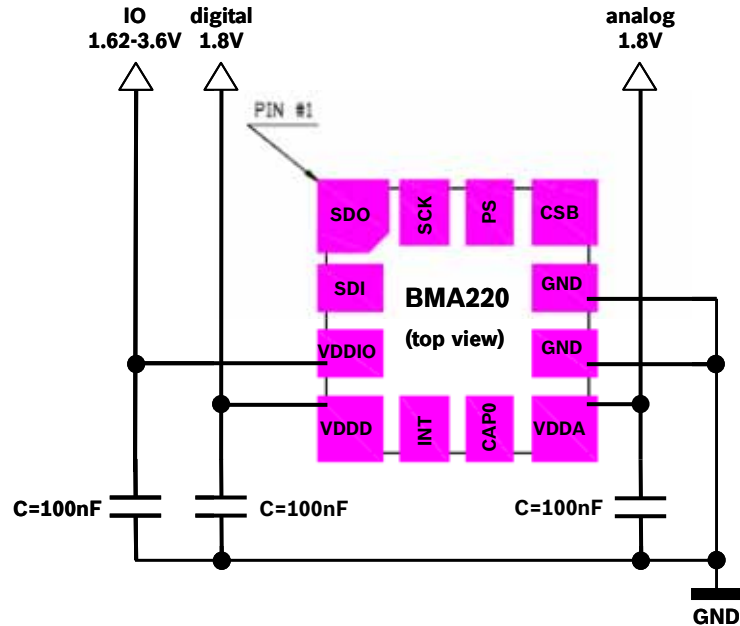 IO
1.62-3.6V
digital
1.8V
analog
1.8V
PIN #1
SDO
SCK
PS
CSB
SDI
BMA220
(top view)
GND
VDDIO
GND
VDDD
INT
CAP0
VDDA
C=100nF
C=100nF
C=100nF
GND